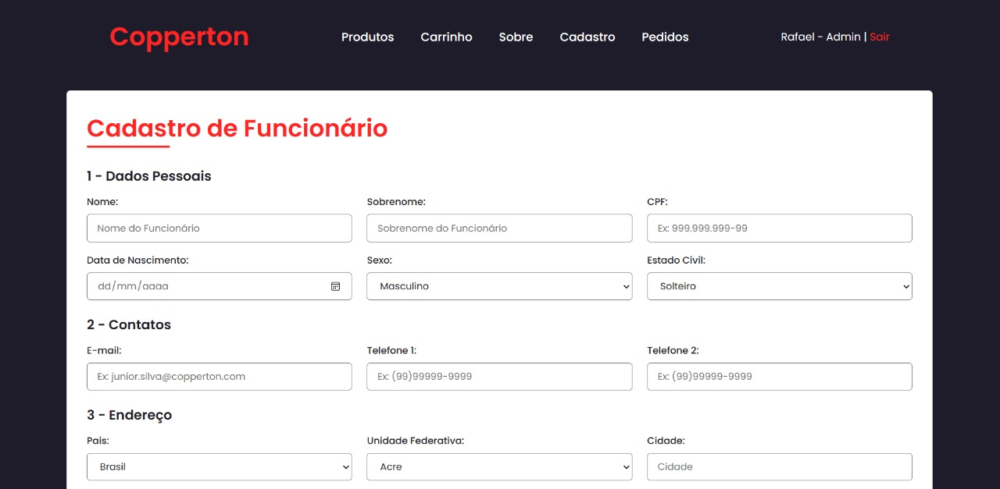 Copperton
Produtos Carrinho Sobre Cadastro Pedidos
Rafael - Admin | Sair
Cadastro de Funcionário
1 - Dados Pessoais
Nome: Sobrenome: CPF:
Nome do Funcionário Sobrenome do Funcionário Ex: 999.999.999-99
Data de Nascimento: Sexo: Estado Civil:
dd/mm/aaaa Masculino Solteiro
2 - Contatos
E-mail: Telefone 1: Telefone 2:
Ex: junior.silva@copperton.com Ex: (99)99999-9999 Ex: (99)99999-9999
3 - Endereço
Pais: Unidade Federativa: Cidade:
Brasil Acre Cidade